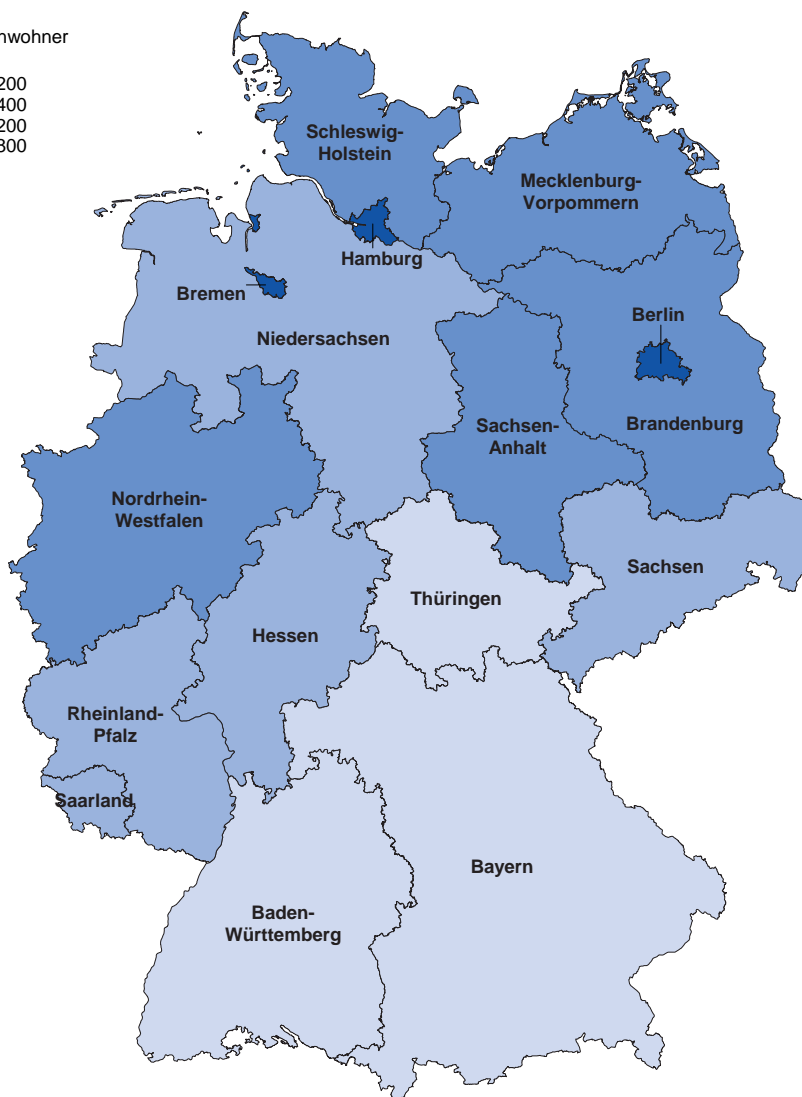 nwohner
200
400
200
800
Schleswig-
Holstein
Mecklenburg-
Vorpommern
Hamburg
Bremen
Berlin
Niedersachsen
Brandenburg
Sachsen-
Anhalt
Nordrhein-
Westfalen
Sachsen
Thüringen
Hessen
Rheinland-
Pfalz
Saarland
Bayern
Baden-
Württemberg